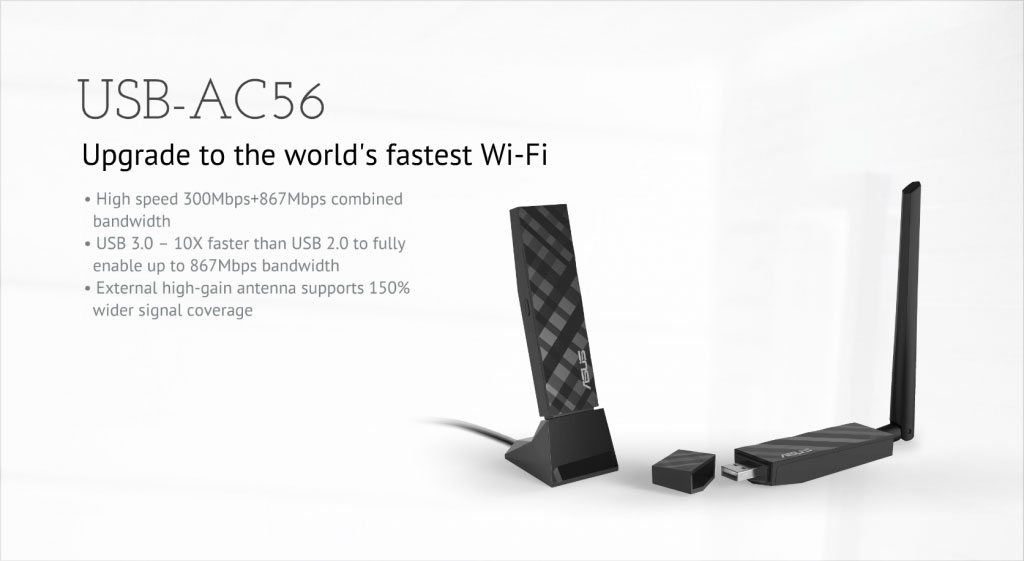 USB-AC56
Upgrade to the world's fastest Wi-Fi
• High speed 300Mbps+867Mbps combined
bandwidth
• USB 3.0 – 10X faster than USB 2.0 to fully
enable up to 867Mbps bandwidth
• External high-gain antenna supports 150%
wider signal coverage
ASUS
ASUS